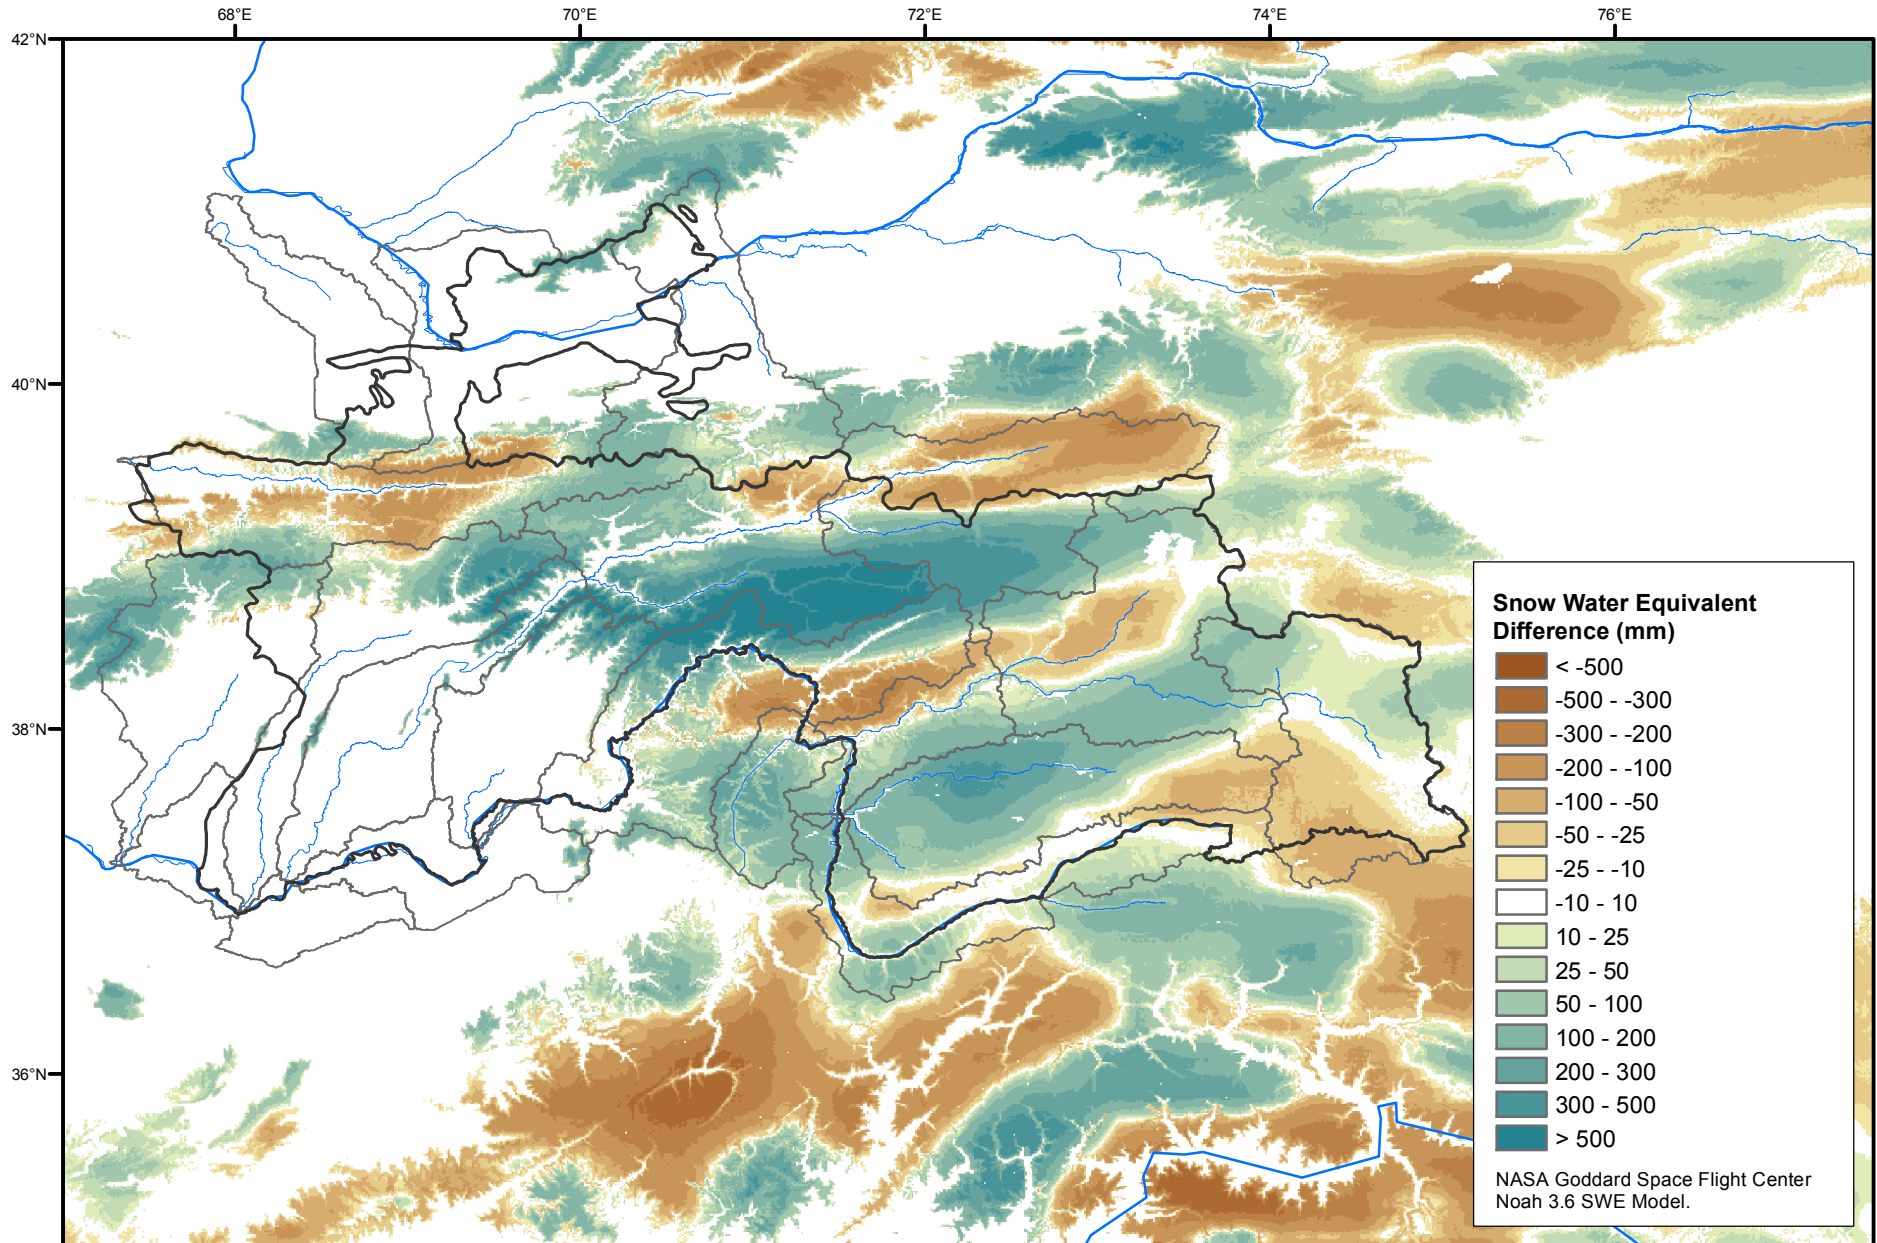 68°E 70°E 72°E 74°E 76°E
42°N
40°N
38°N
36°N
Snow Water Equivalent
Difference (mm)
< -500
-500 - -300
-300 - -200
-200 - -100
-100 - -50
-50 - -25
-25 - -10
-10 - 10
10 - 25
25 - 50
50 - 100
100 - 200
200 - 300
300 - 500
> 500
NASA Goddard Space Flight Center
Noah 3.6 SWE Model.